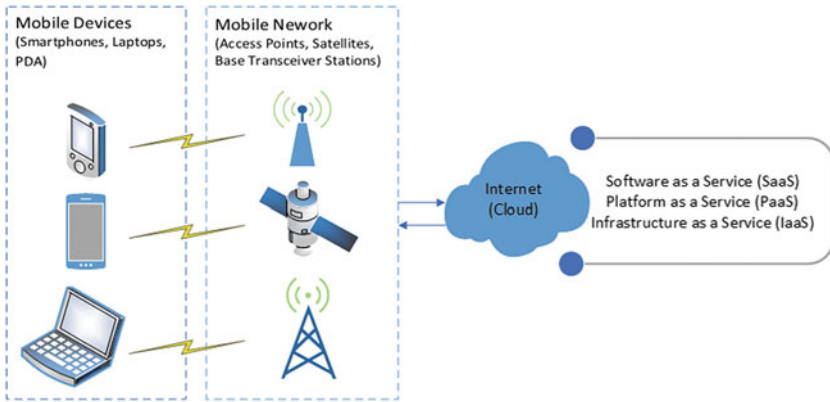 Mobile Devices
(Smartphones, Laptops,
PDA)
Mobile Nework
(Access Points, Satellites,
Base Transceiver Stations)
Internet
(Cloud)
Software as a Service (SaaS)
Platform as a Service (PaaS)
Infrastructure as a Service (IaaS)